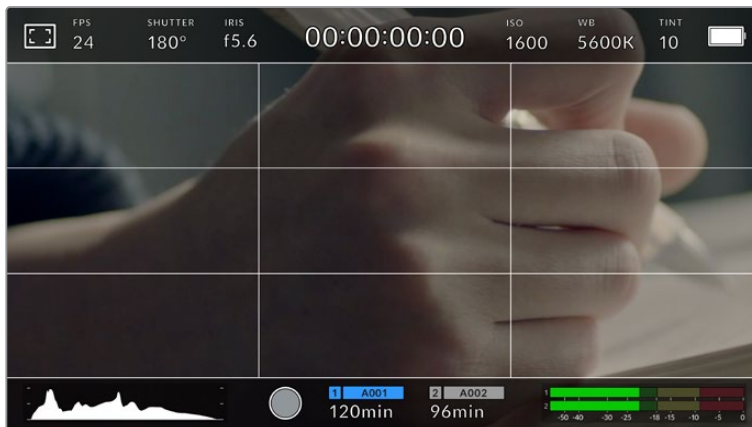 FPS SHUTTER IRIS ISO WB TINT
24 180° f5.6 00:00:00:00 1600 5600K 10
1 A001 2 A002
120min 96min
1
2
-50 -40 -30 -25 -18 -15 -10 -5 0